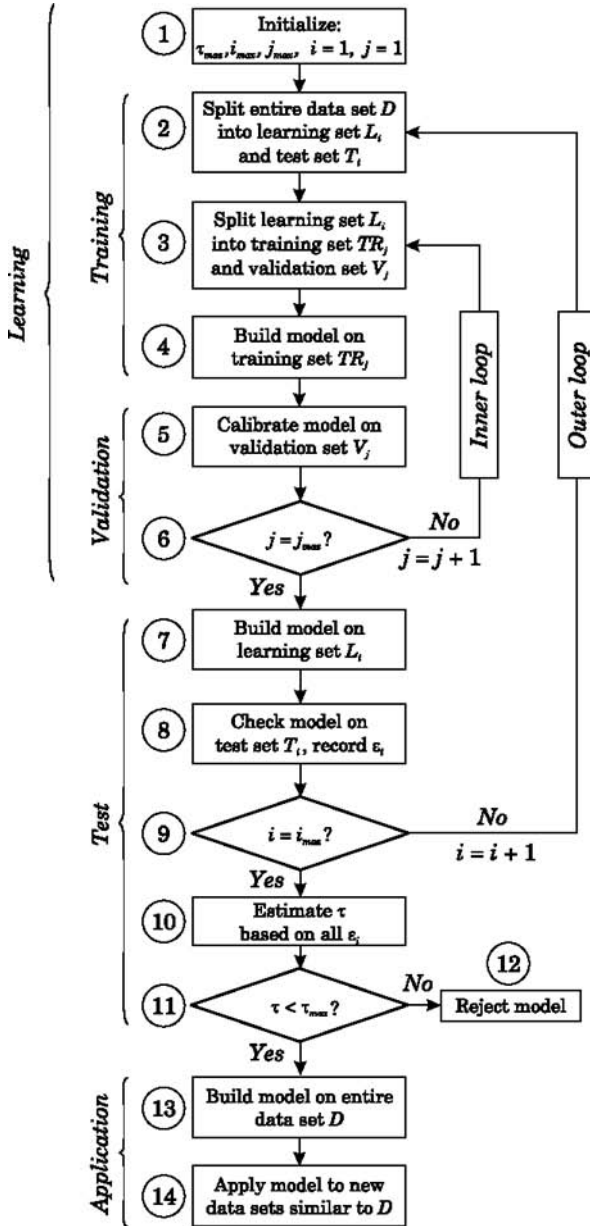 1
Initialize:
τmax, imax, jmax, i = 1, j = 1
2
Split entire data set D
into learning set Li
and test set Ti
3
Split learning set Li
into training set TRj
and validation set Vj
4
Build model on
training set TRj
Training
Learning
Inner loop
Outer loop
5
Calibrate model on
validation set Vj
6
j = jmax?
No
j = j + 1
Yes
Validation
7
Build model on
learning set Li
8
Check model on
test set Ti, record εi
9
i = imax?
No
i = i + 1
Yes
Test
10
Estimate τ
based on all εi
11
τ < τmax?
No
12
Reject model
Yes
13
Build model on entire
data set D
Application
14
Apply model to new
data sets similar to D